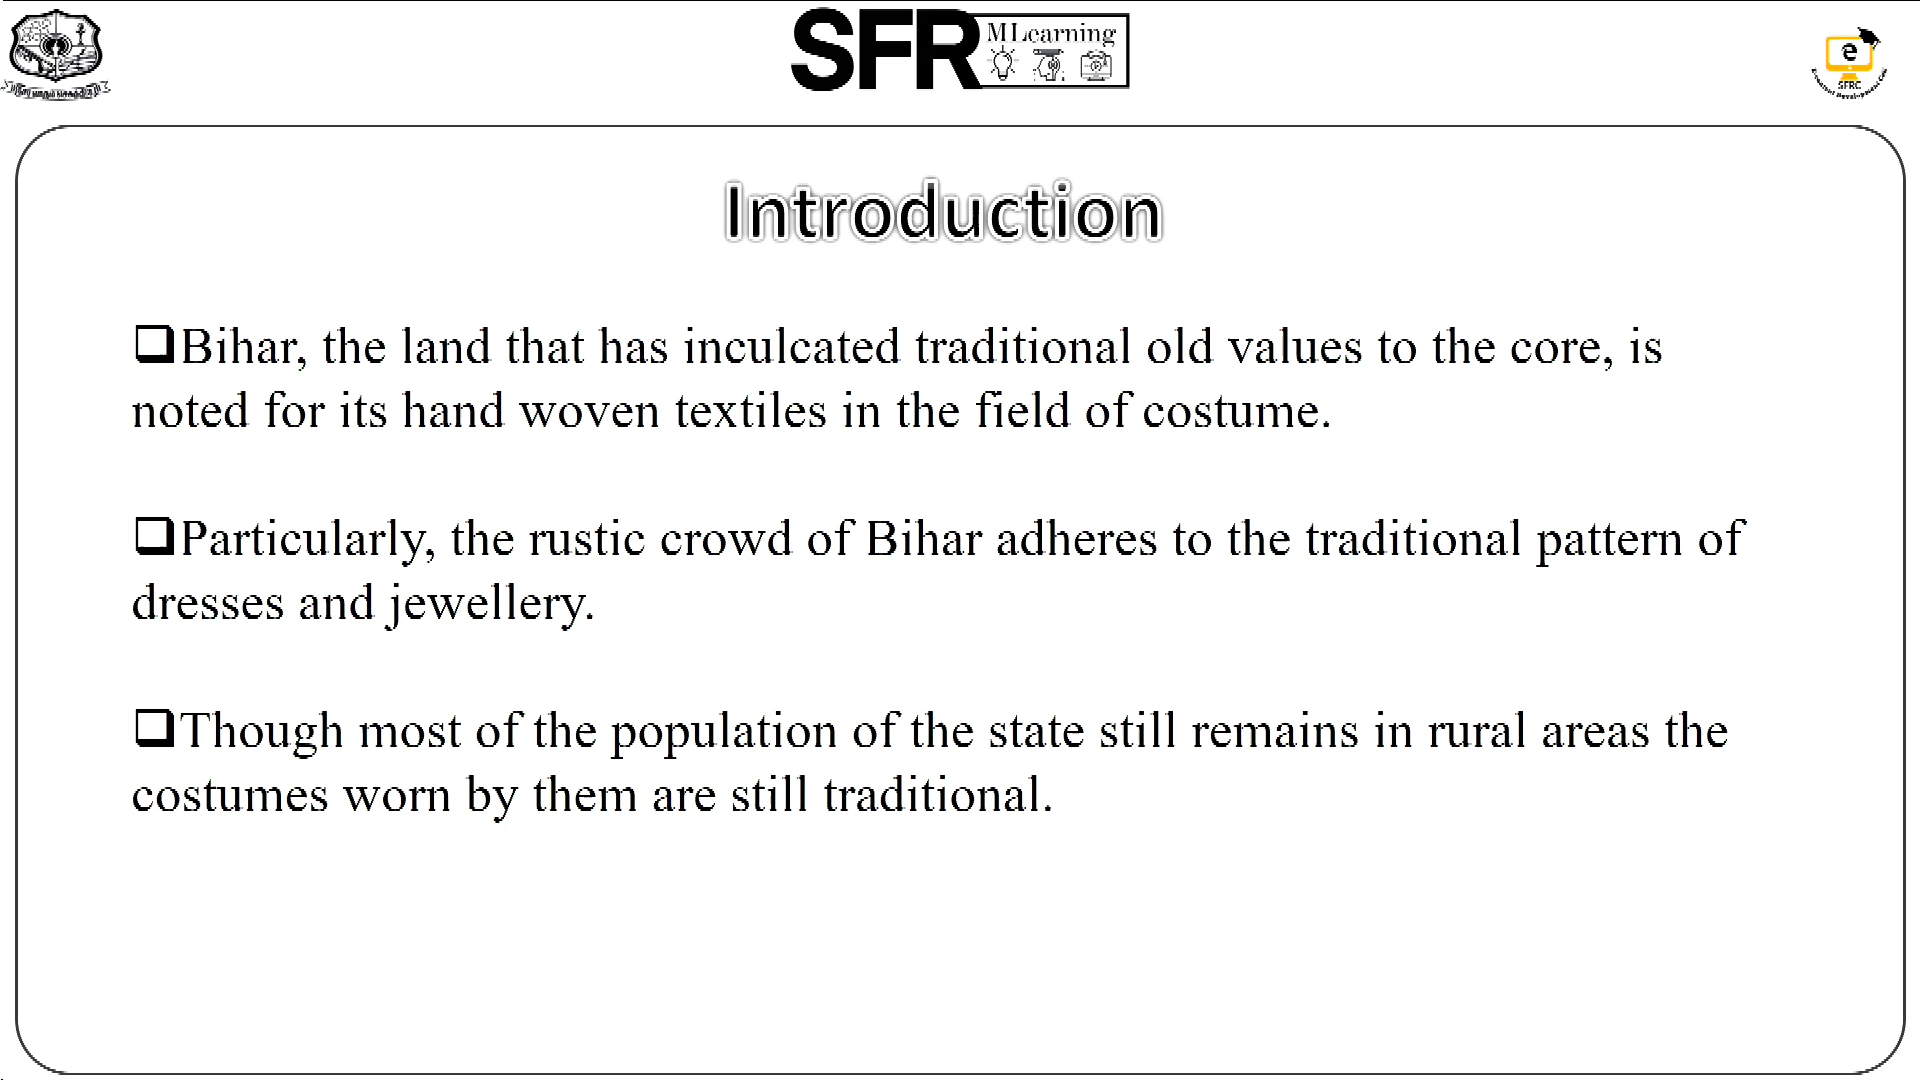 SFR MLearning
e
SFRC
Introduction
❑Bihar, the land that has inculcated traditional old values to the core, is
noted for its hand woven textiles in the field of costume.
❑Particularly, the rustic crowd of Bihar adheres to the traditional pattern of
dresses and jewellery.
❑Though most of the population of the state still remains in rural areas the
costumes worn by them are still traditional.